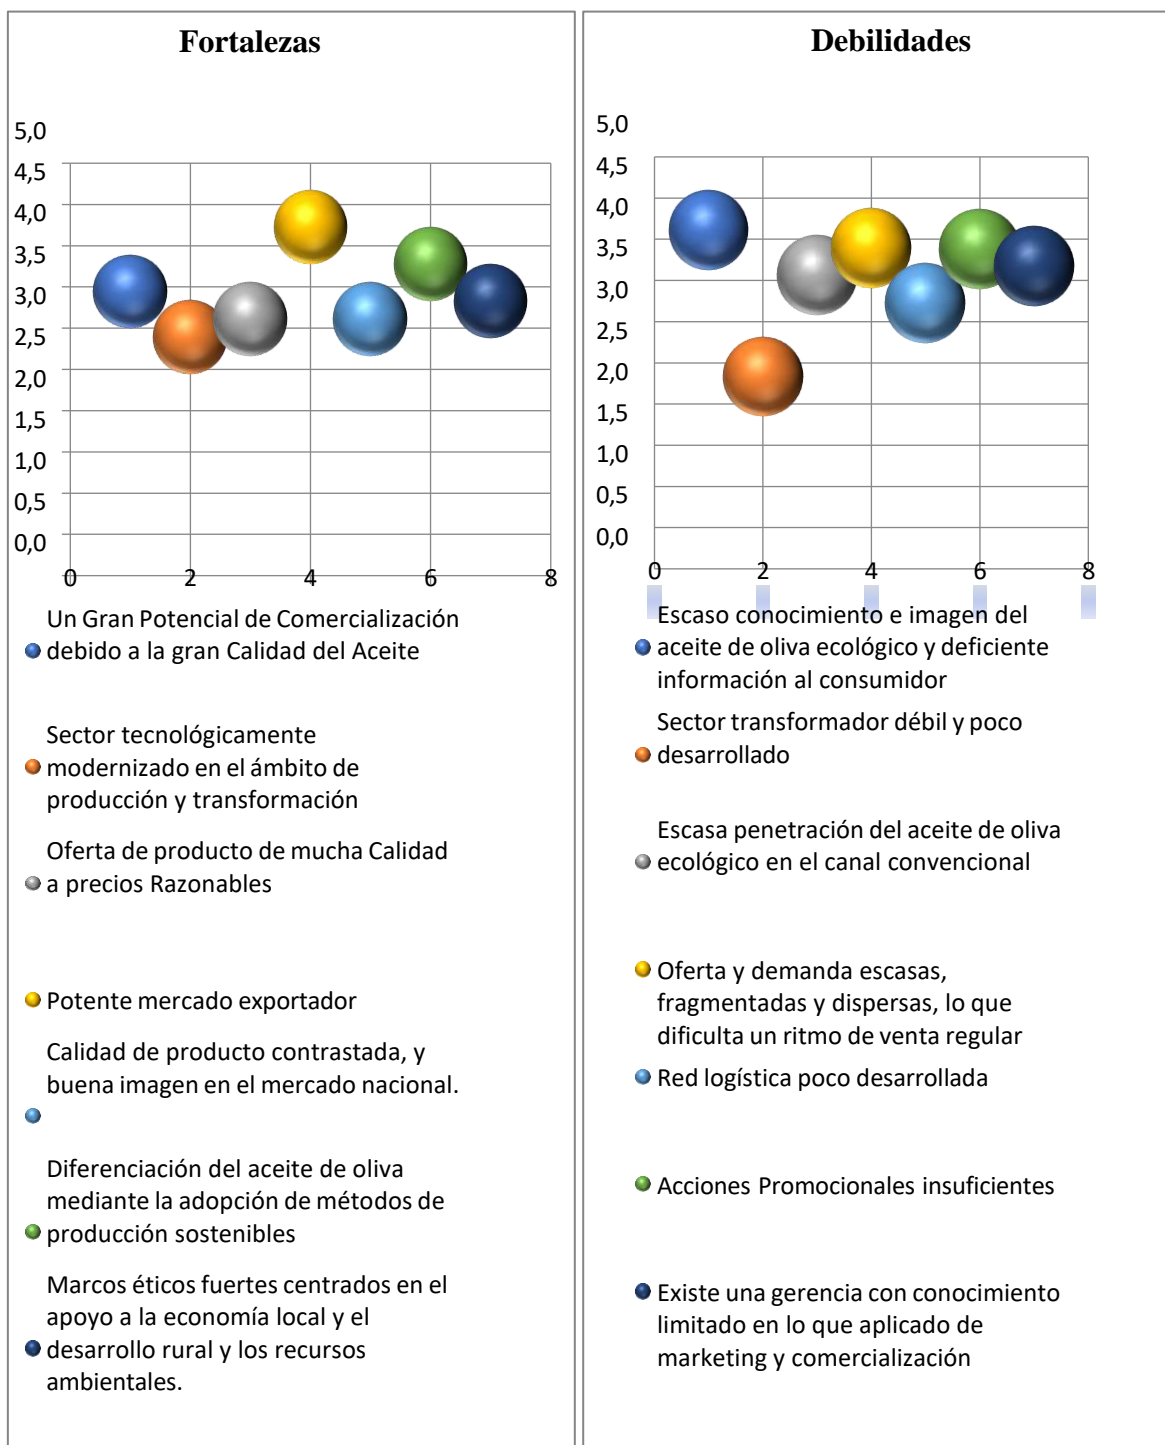 Fortalezas
5,0
4,5
4,0
3,5
3,0
2,5
2,0
1,5
1,0
0,5
0,0
0 2 4 6 8
Un Gran Potencial de Comercialización
debido a la gran Calidad del Aceite
Sector tecnológicamente
modernizado en el ámbito de
producción y transformación
Oferta de producto de mucha Calidad
a precios Razonables
Potente mercado exportador
Calidad de producto contrastada, y
buena imagen en el mercado nacional.
Diferenciación del aceite de oliva
mediante la adopción de métodos de
producción sostenibles
Marcos éticos fuertes centrados en el
apoyo a la economía local y el
desarrollo rural y los recursos
ambientales.
Debilidades
5,0
4,5
4,0
3,5
3,0
2,5
2,0
1,5
1,0
0,5
0,0
0 2 4 6 8
Escaso conocimiento e imagen del
aceite de oliva ecológico y deficiente
información al consumidor
Sector transformador débil y poco
desarrollado
Escasa penetración del aceite de oliva
ecológico en el canal convencional
Oferta y demanda escasas,
fragmentadas y dispersas, lo que
dificulta un ritmo de venta regular
Red logística poco desarrollada
Acciones Promocionales insuficientes
Existe una gerencia con conocimiento
limitado en lo que aplicado de
marketing y comercialización